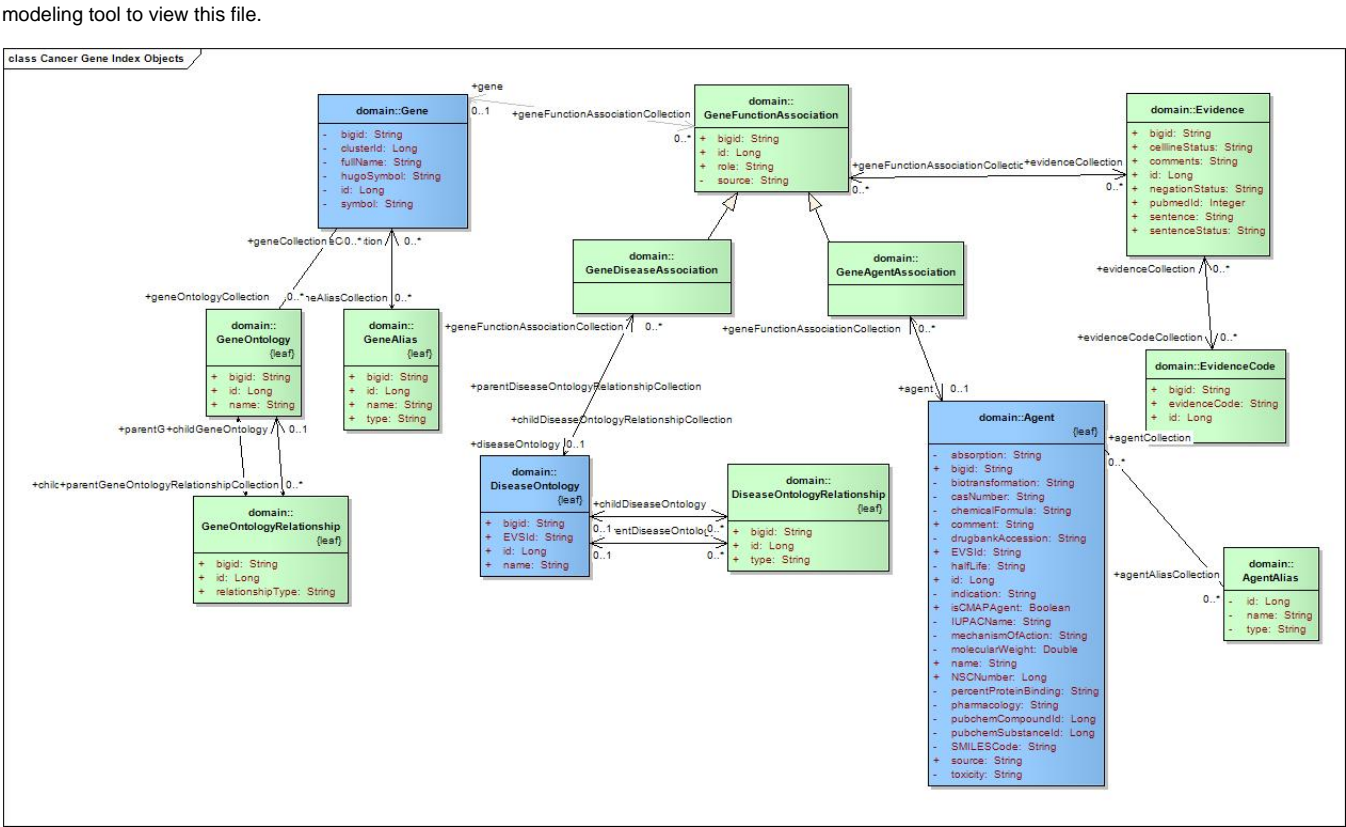 modeling tool to view this file.
class Cancer Gene Index Objects
domain::Gene
- bigid: String
- clusterId: Long
- fullName: String
- hugoSymbol: String
- id: Long
- symbol: String
+gene
0..1
+geneFunctionAssociationCollection
0..*
domain::
GeneFunctionAssociation
+ bigid: String
+ id: Long
+ role: String
- source: String
+geneFunctionAssociationCollectic
0..*
+evidenceCollection
0..*
domain::Evidence
+ bigid: String
+ celllineStatus: String
+ comments: String
+ id: Long
+ negationStatus: String
+ pubmedId: Integer
+ sentence: String
+ sentenceStatus: String
+geneCollection
0..*
0..*
domain::
GeneDiseaseAssociation
domain::
GeneAgentAssociation
+evidenceCollection
0..*
+geneOntologyCollection
0..*
0..*
domain::
GeneOntology
{leaf}
+ bigid: String
+ id: Long
+ name: String
domain::
GeneAlias
{leaf}
+ bigid: String
+ id: Long
+ name: String
+ type: String
+geneFunctionAssociationCollection
0..*
+geneFunctionAssociationCollection
0..*
+evidenceCodeCollection
0..*
domain::EvidenceCode
+ bigid: String
+ evidenceCode: String
+ id: Long
+parentDiseaseOntologyRelationshipCollection
+childDiseaseOntologyRelationshipCollection
+agent
0..1
+diseaseOntology
0..1
+childGeneOntology
0..1
+parentGeneOntologyRelationshipCollection
0..*
domain::
GeneOntologyRelationship
{leaf}
+ bigid: String
+ id: Long
+ relationshipType: String
domain::
DiseaseOntology
{leaf}
+ bigid: String
+ EVSId: String
+ id: Long
+ name: String
+childDiseaseOntology
0..1
0..*
0..1
0..*
domain::
DiseaseOntologyRelationship
{leaf}
+ bigid: String
+ id: Long
+ type: String
domain::Agent
{leaf}
- absorption: String
+ bigid: String
- biotransformation: String
- casNumber: String
- chemicalFormula: String
+ comment: String
- drugbankAccession: String
+ EVSId: String
- halfLife: String
+ id: Long
- indication: String
+ isCMAPAgent: Boolean
- IUPACName: String
- mechanismOfAction: String
- molecularWeight: Double
+ name: String
+ NSCNumber: Long
- percentProteinBinding: String
- pharmacology: String
- pubchemCompoundId: Long
- pubchemSubstanceId: Long
- SMILESCode: String
+ source: String
- toxicity: String
+agentCollection
0..*
+agentAliasCollection
0..*
domain::
AgentAlias
- id: Long
- name: String
- type: String